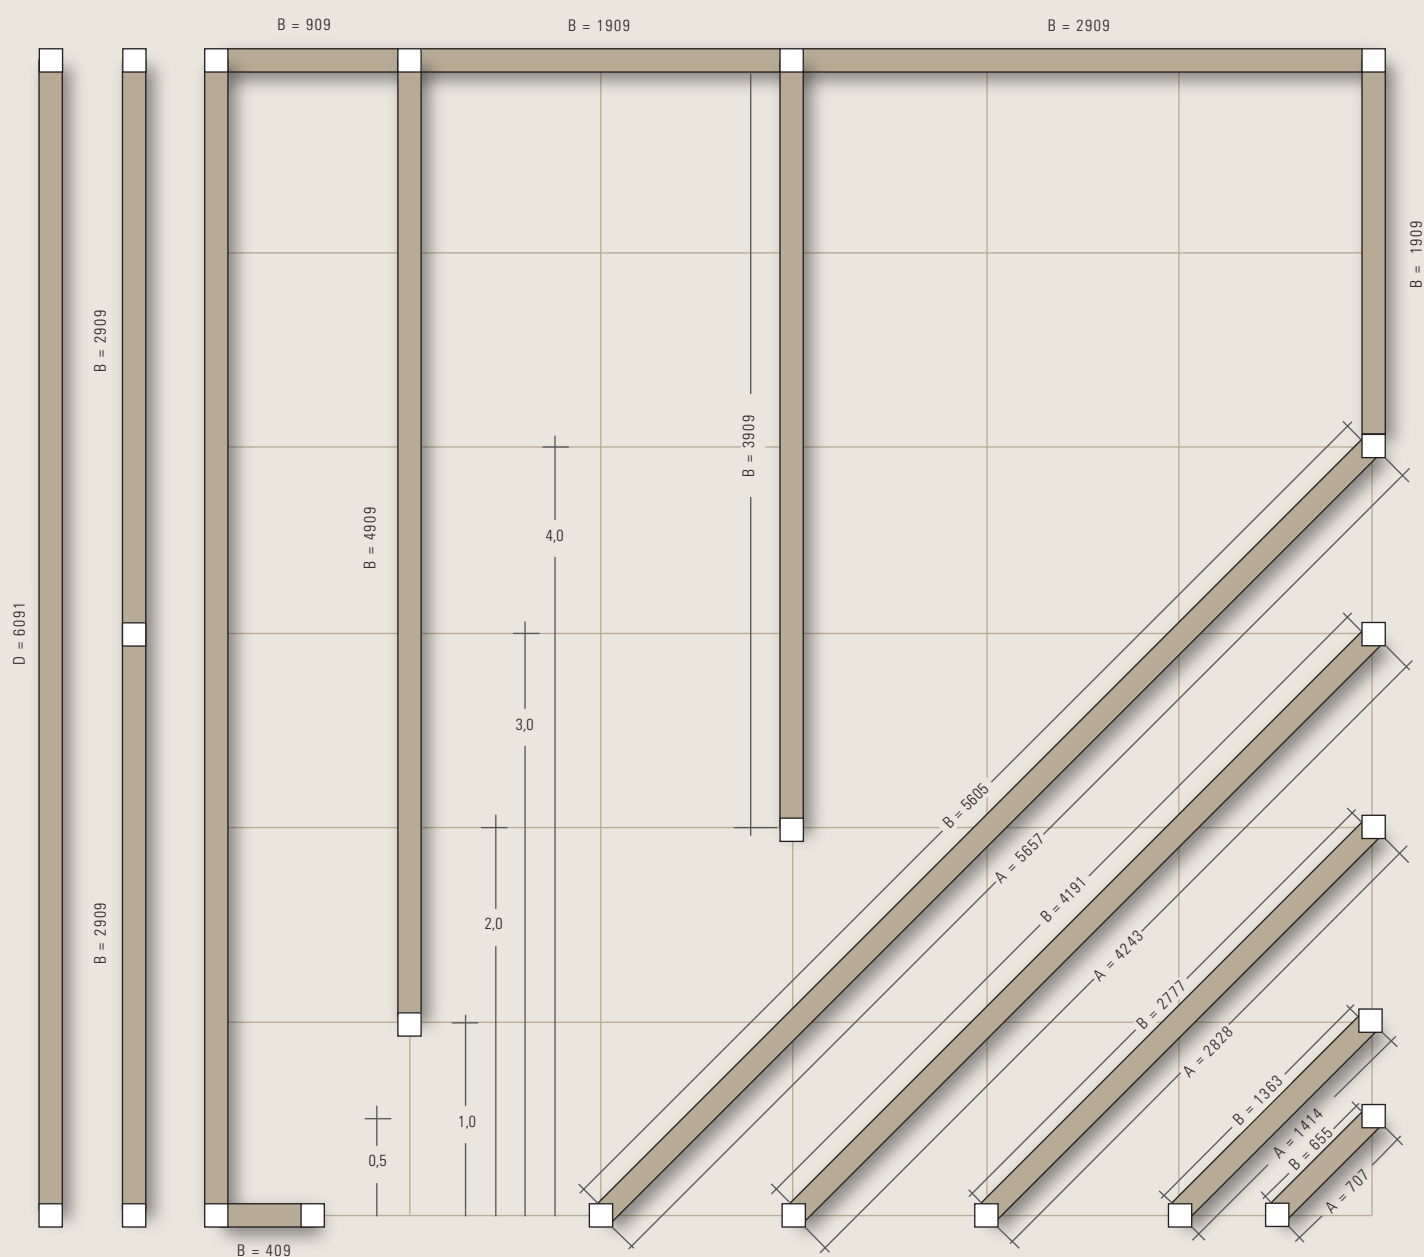 B = 909
B = 1909
B = 2909
B = 1909
B = 2909
B = 3909
B = 4909
4,0
D = 6091
3,0
B = 5605
A = 5657
B = 4191
2,0
B = 2909
A = 4243
B = 2777
A = 2828
1,0
B = 1363
A = 1414
B = 655
0,5
A = 707
B = 409